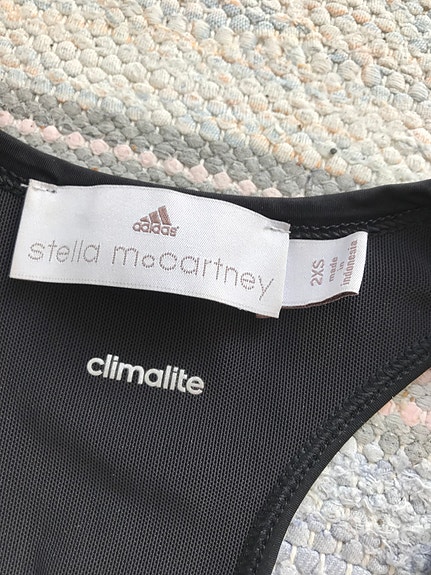 adidas
stella mccartney
2XS
made
in
indonesia
climalite